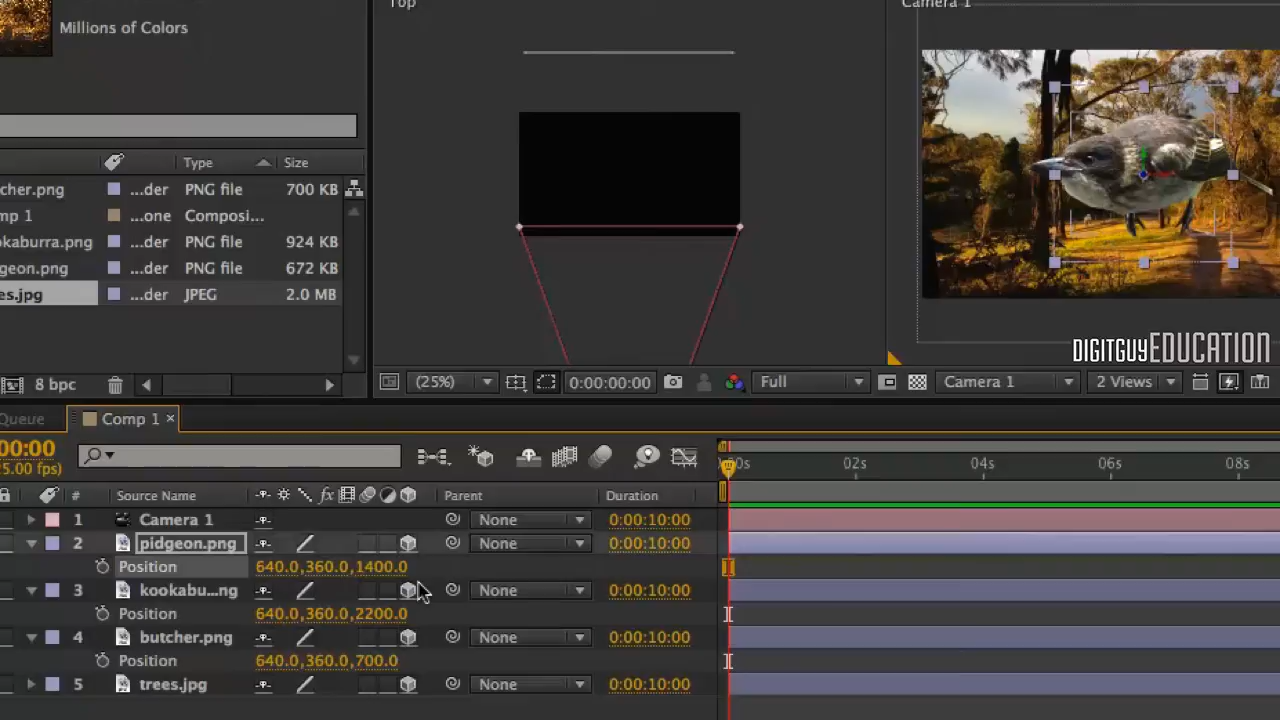 Top
Camera 1
Millions of Colors
Type
Size
cher.png
...der
PNG file
700 KB
mp 1
...one
Composi...
okaburra.png
...der
PNG file
924 KB
geon.png
...der
PNG file
672 KB
es.jpg
...der
JPEG
2.0 MB
DIGITGUYEDUCATION
8 bpc
(25%)
0:00:00:00
Full
Camera 1
2 Views
Queue
Comp 1 ×
00:00
25.00 fps)
00s
02s
04s
06s
08s
#
Source Name
fx
Parent
Duration
1
Camera 1
None
0:00:10:00
2
pidgeon.png
None
0:00:10:00
Position
640.0,360.0,1400.0
3
kookabu...ng
None
0:00:10:00
Position
640.0,360.0,2200.0
4
butcher.png
None
0:00:10:00
Position
640.0,360.0,700.0
5
trees.jpg
None
0:00:10:00